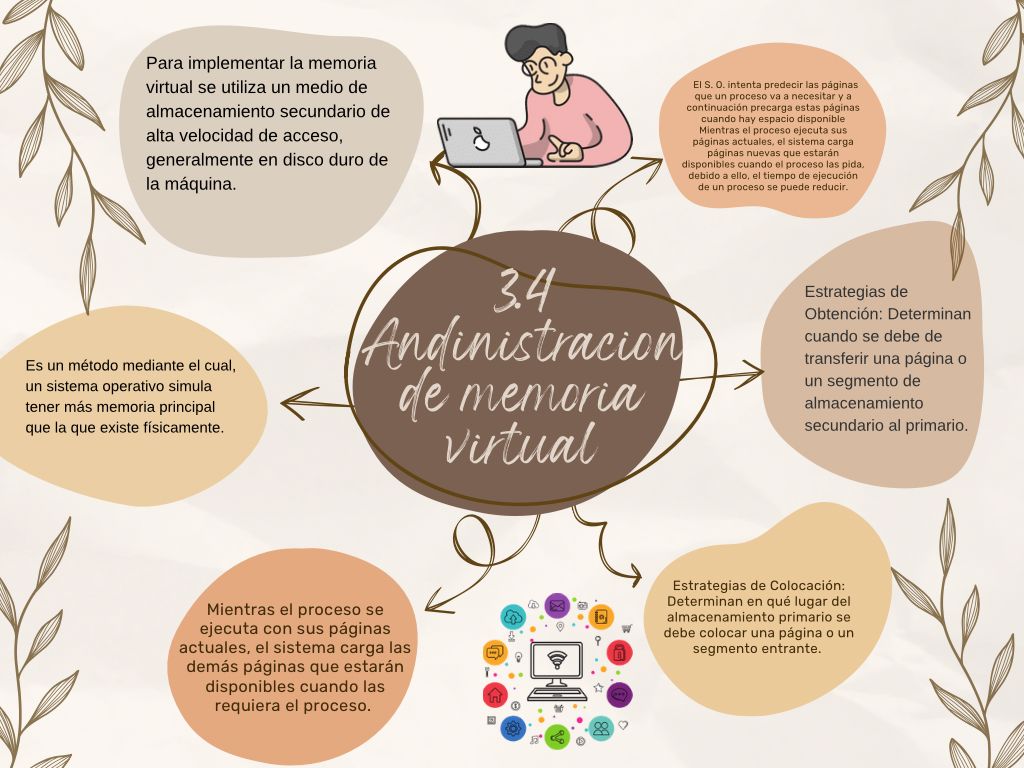 Para implementar la memoria
virtual se utiliza un medio de
almacenamiento secundario de
alta velocidad de acceso,
generalmente en disco duro de
la máquina.
El S. O. intenta predecir las páginas
que un proceso va a necesitar y a
continuación precarga estas páginas
cuando hay espacio disponible
Mientras el proceso ejecuta sus
páginas actuales, el sistema carga
páginas nuevas que estarán
disponibles cuando el proceso las pida,
debido a ello, el tiempo de ejecución
de un proceso se puede reducir.
3.4
Andinistracion
de memoria
virtual
Estrategias de
Obtención: Determinan
cuando se debe de
transferir una página o
un segmento de
almacenamiento
secundario al primario.
Es un método mediante el cual,
un sistema operativo simula
tener más memoria principal
que la que existe físicamente.
Mientras el proceso se
ejecuta con sus páginas
actuales, el sistema carga las
demás páginas que estarán
disponibles cuando las
requiera el proceso.
Estrategias de Colocación:
Determinan en qué lugar del
almacenamiento primario se
debe colocar una página o un
segmento entrante.